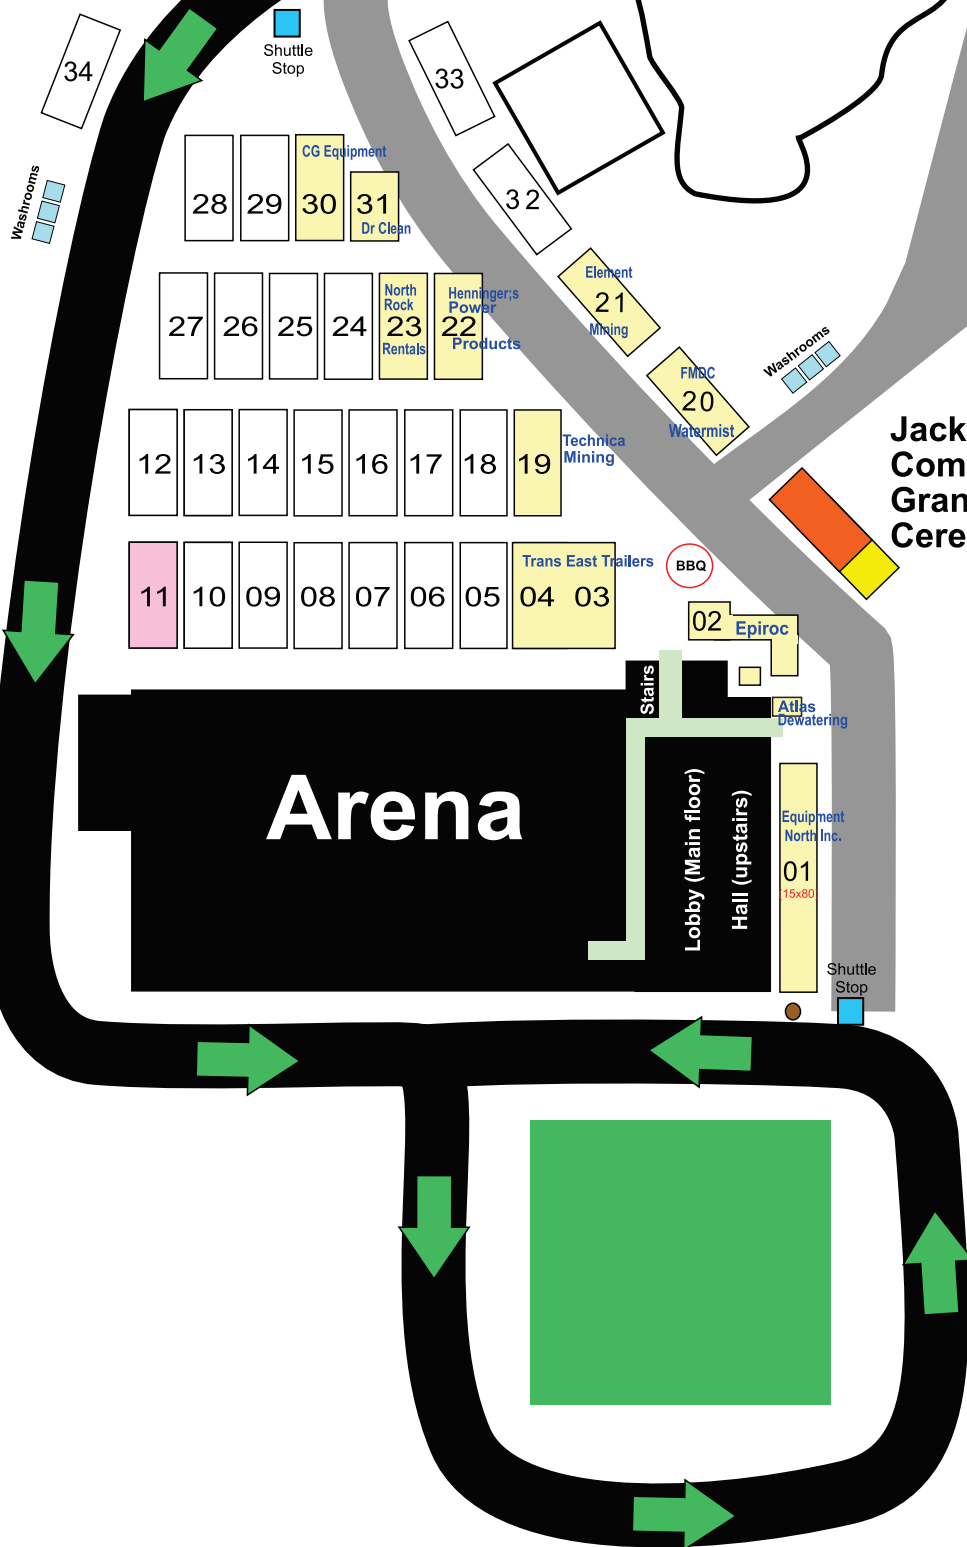 Shuttle
Stop
34
33
Washrooms
CG Equipment
28 29 30 31
Dr Clean
32
Element
21
Mining
North
Rock
Henninger;s
Power
27 26 25 24 23 22
Rentals
Products
Washrooms
FMDC
20
Watermist
Jack
Com
Gran
Cere
12 13 14 15 16 17 18 19
Technica
Mining
Trans East Trailers
BBQ
11 10 09 08 07 06 05 04 03
02
Epiroc
Stairs
Atlas
Dewatering
Arena
Lobby (Main floor)
Hall (upstairs)
Equipment
North Inc.
01
(15x80)
Shuttle
Stop